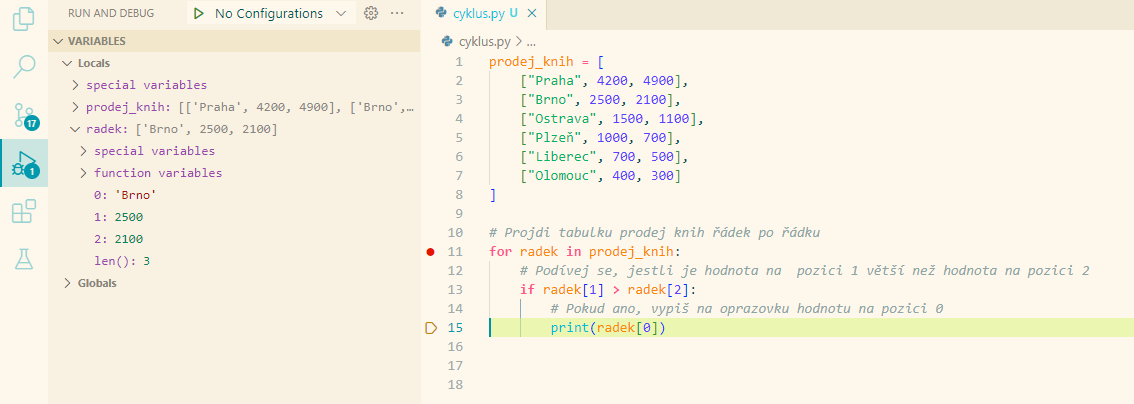 RUN AND DEBUG No Configurations ...
VARIABLES
Locals
special variables
prodej_knih: [['Praha', 4200, 4900], ['Brno',…
radek: ['Brno', 2500, 2100]
special variables
function variables
0: 'Brno'
1: 2500
2: 2100
len(): 3
Globals
17
1
cyklus.py U
cyklus.py > ...
1 prodej_knih = [
2 ["Praha", 4200, 4900],
3 ["Brno", 2500, 2100],
4 ["Ostrava", 1500, 1100],
5 ["Plzeň", 1000, 700],
6 ["Liberec", 700, 500],
7 ["Olomouc", 400, 300]
8 ]
9
10 # Projdi tabulku prodej knih řádek po řádku
11 for radek in prodej_knih:
12 # Podívej se, jestli je hodnota na  pozici 1 větší než hodnota na pozici 2
13 if radek[1] > radek[2]:
14 # Pokud ano, vypiš na oprazovku hodnotu na pozici 0
15 print(radek[0])
16
17
18